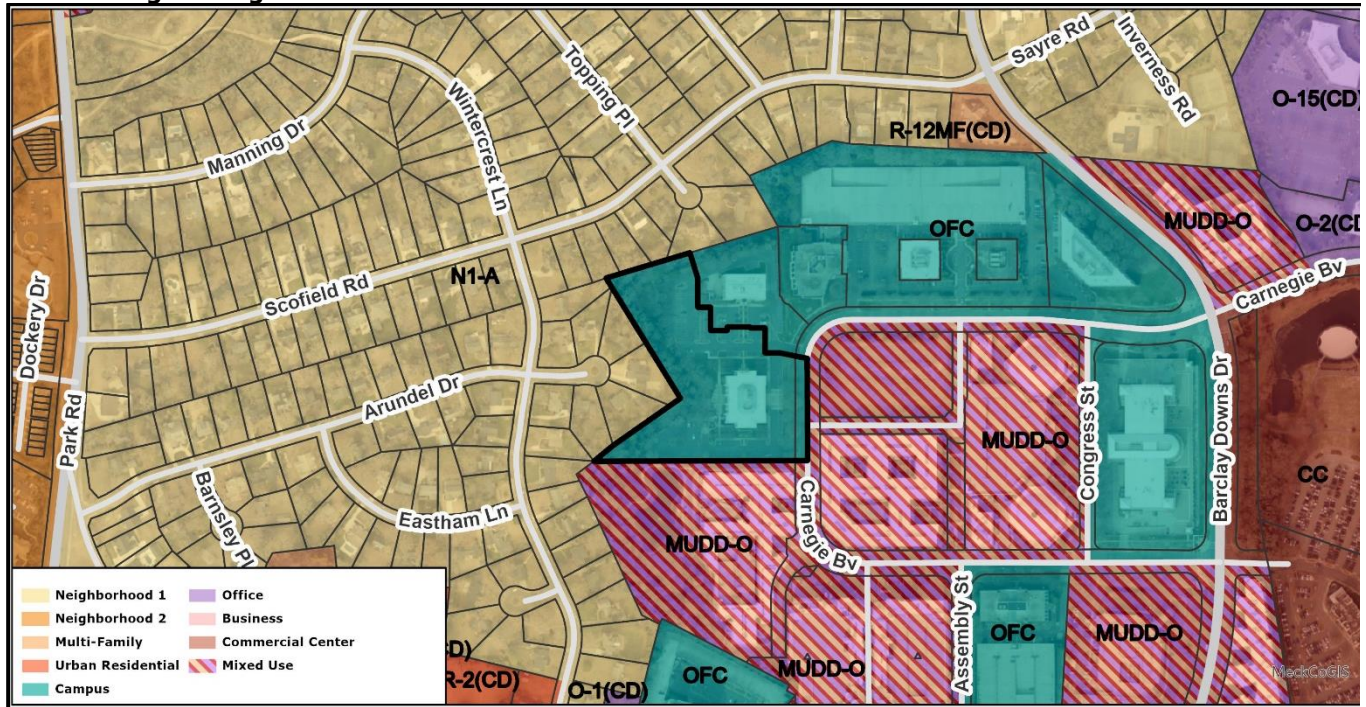 Sayre Rd
Inverness Rd
Topping Pl
O-15(CD)
Wintercrest Ln
R-12MF(CD)
Manning Dr
MUDD-O
O-2(CD
OFC
N1-A
Scofield Rd
Carnegie Bv
Dockery Dr
Arundel Dr
Park Rd
MUDD-O
Congress St
Barclay Downs Dr
CC
Barnsley Pl
Eastham Ln
MUDD-O
Carnegie Bv
Assembly St
OFC
MUDD-O
Neighborhood 1
Neighborhood 2
Multi-Family
Urban Residential
Campus
Office
Business
Commercial Center
Mixed Use
CD)
R-2(CD)
O-1(CD)
OFC
MUDD-O
MeckCoGIS